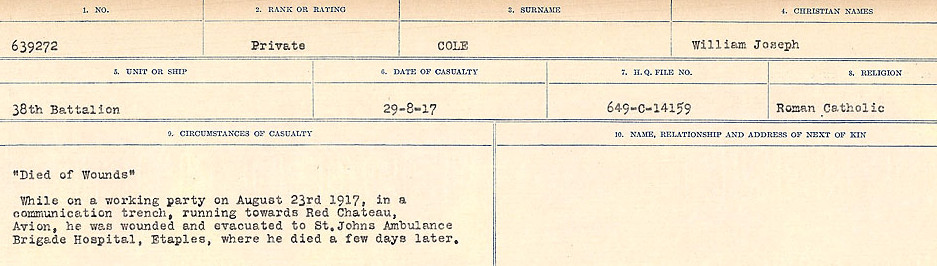 1. NO. 2. RANK OR RATING 3. SURNAME 4. CHRISTIAN NAMES
639272 Private COLE William Joseph
5. UNIT OR SHIP 6. DATE OF CASUALTY 7. H.Q. FILE NO. 8. RELIGION
38th Battalion 29-8-17 649-C-14159 Roman Catholic
9. CIRCUMSTANCES OF CASUALTY 10. NAME, RELATIONSHIP AND ADDRESS OF NEXT OF KIN
"Died of Wounds"
While on a working party on August 23rd 1917, in a
communication trench, running towards Red Chateau,
Avion, he was wounded and evacuated to St.Johns Ambulance
Brigade Hospital, Etaples, where he died a few days later.